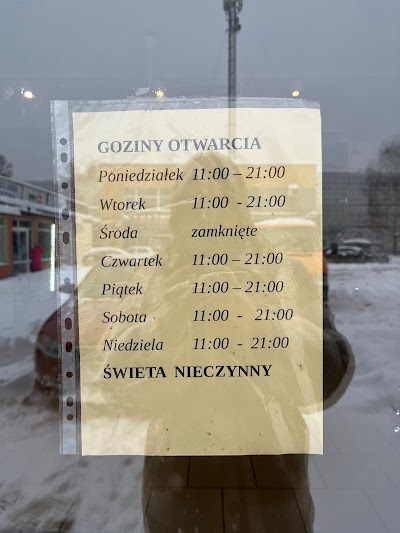 GOZINY OTWARCIA
Poniedziałek 11:00 – 21:00
Wtorek 11:00 - 21:00
Środa zamknięte
Czwartek 11:00 – 21:00
Piątek 11:00 – 21:00
Sobota 11:00 - 21:00
Niedziela 11:00 - 21:00
ŚWIETA NIECZYNNY